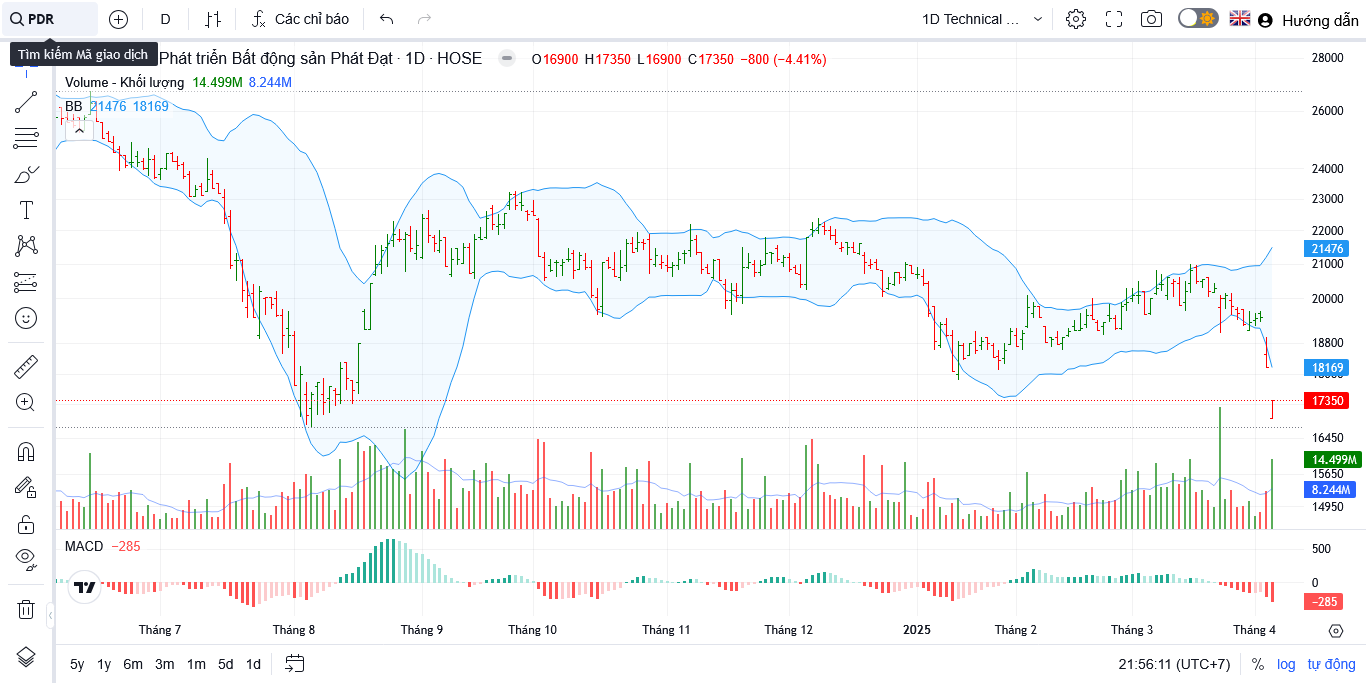 PDR D Các chỉ báo 1D Technical ... Hướng dẫn
Tìm kiếm Mã giao dịch
Phát triển Bất động sản Phát Đạt · 1D · HOSE O16900 H17350 L16900 C17350 −800 (−4.41%)
Volume - Khối lượng 14.499M 8.244M
BB 21476 18169
28000
26000
24000
23000
22000
21476
21000
20000
18800
18169
17350
16450
14.499M
15650
8.244M
14950
MACD −285
500
0
−285
Tháng 7 Tháng 8 Tháng 9 Tháng 10 Tháng 11 Tháng 12 2025 Tháng 2 Tháng 3 Tháng 4
5y 1y 6m 3m 1m 5d 1d 21:56:11 (UTC+7) % log tự động